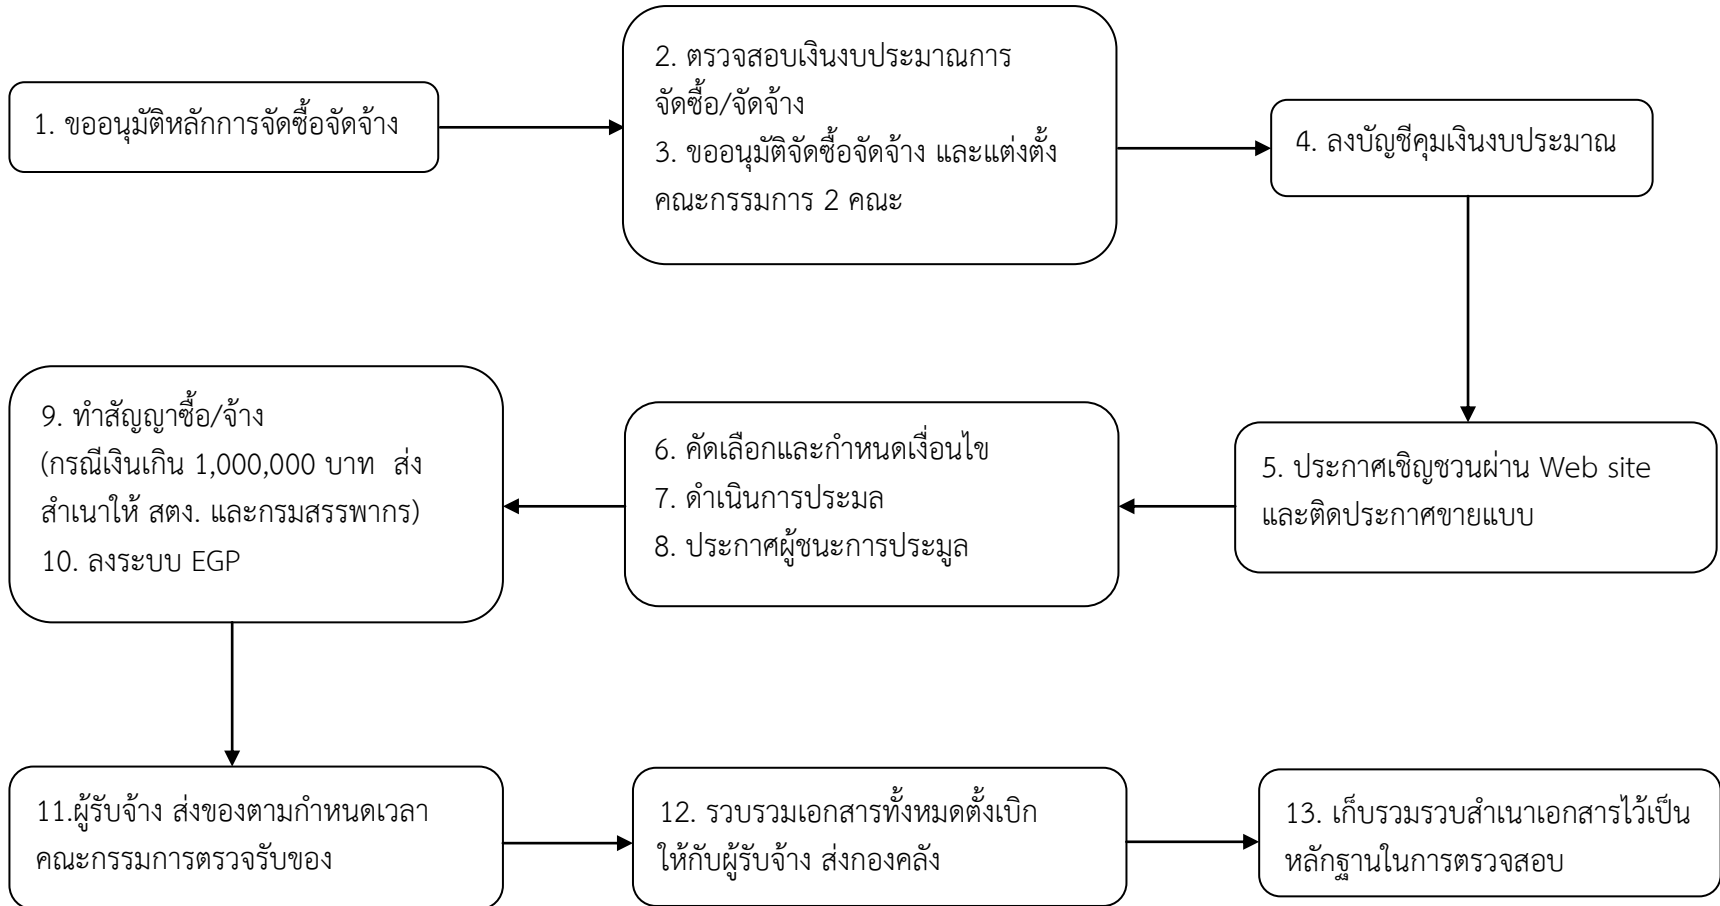 1. ขออนุมัติหลักการจัดซื้อจัดจ้าง
2. ตรวจสอบเงินงบประมาณการ
จัดซื้อ/จัดจ้าง
3. ขออนุมัติจัดซื้อจัดจ้าง และแต่งตั้ง
คณะกรรมการ 2 คณะ
4. ลงบัญชีคุมเงินงบประมาณ
5. ประกาศเชิญชวนผ่าน Web site
และติดประกาศขายแบบ
6. คัดเลือกและกำหนดเงื่อนไข
7. ดำเนินการประมล
8. ประกาศผู้ชนะการประมูล
9. ทำสัญญาซื้อ/จ้าง
(กรณีเงินเกิน 1,000,000 บาท ส่ง
สำเนาให้ สตง. และกรมสรรพากร)
10. ลงระบบ EGP
11.ผู้รับจ้าง ส่งของตามกำหนดเวลา
คณะกรรมการตรวจรับของ
12. รวบรวมเอกสารทั้งหมดตั้งเบิก
ให้กับผู้รับจ้าง ส่งกองคลัง
13. เก็บรวมรวบสำเนาเอกสารไว้เป็น
หลักฐานในการตรวจสอบ